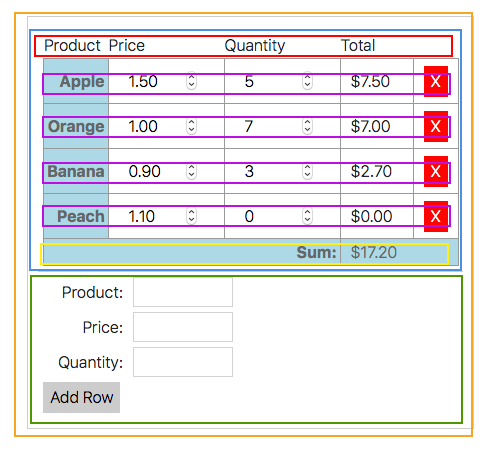 Product Price Quantity Total
Apple 1.50 5 $7.50 X
Orange 1.00 7 $7.00 X
Banana 0.90 3 $2.70 X
Peach 1.10 0 $0.00 X
Sum: $17.20
Product:
Price:
Quantity:
Add Row